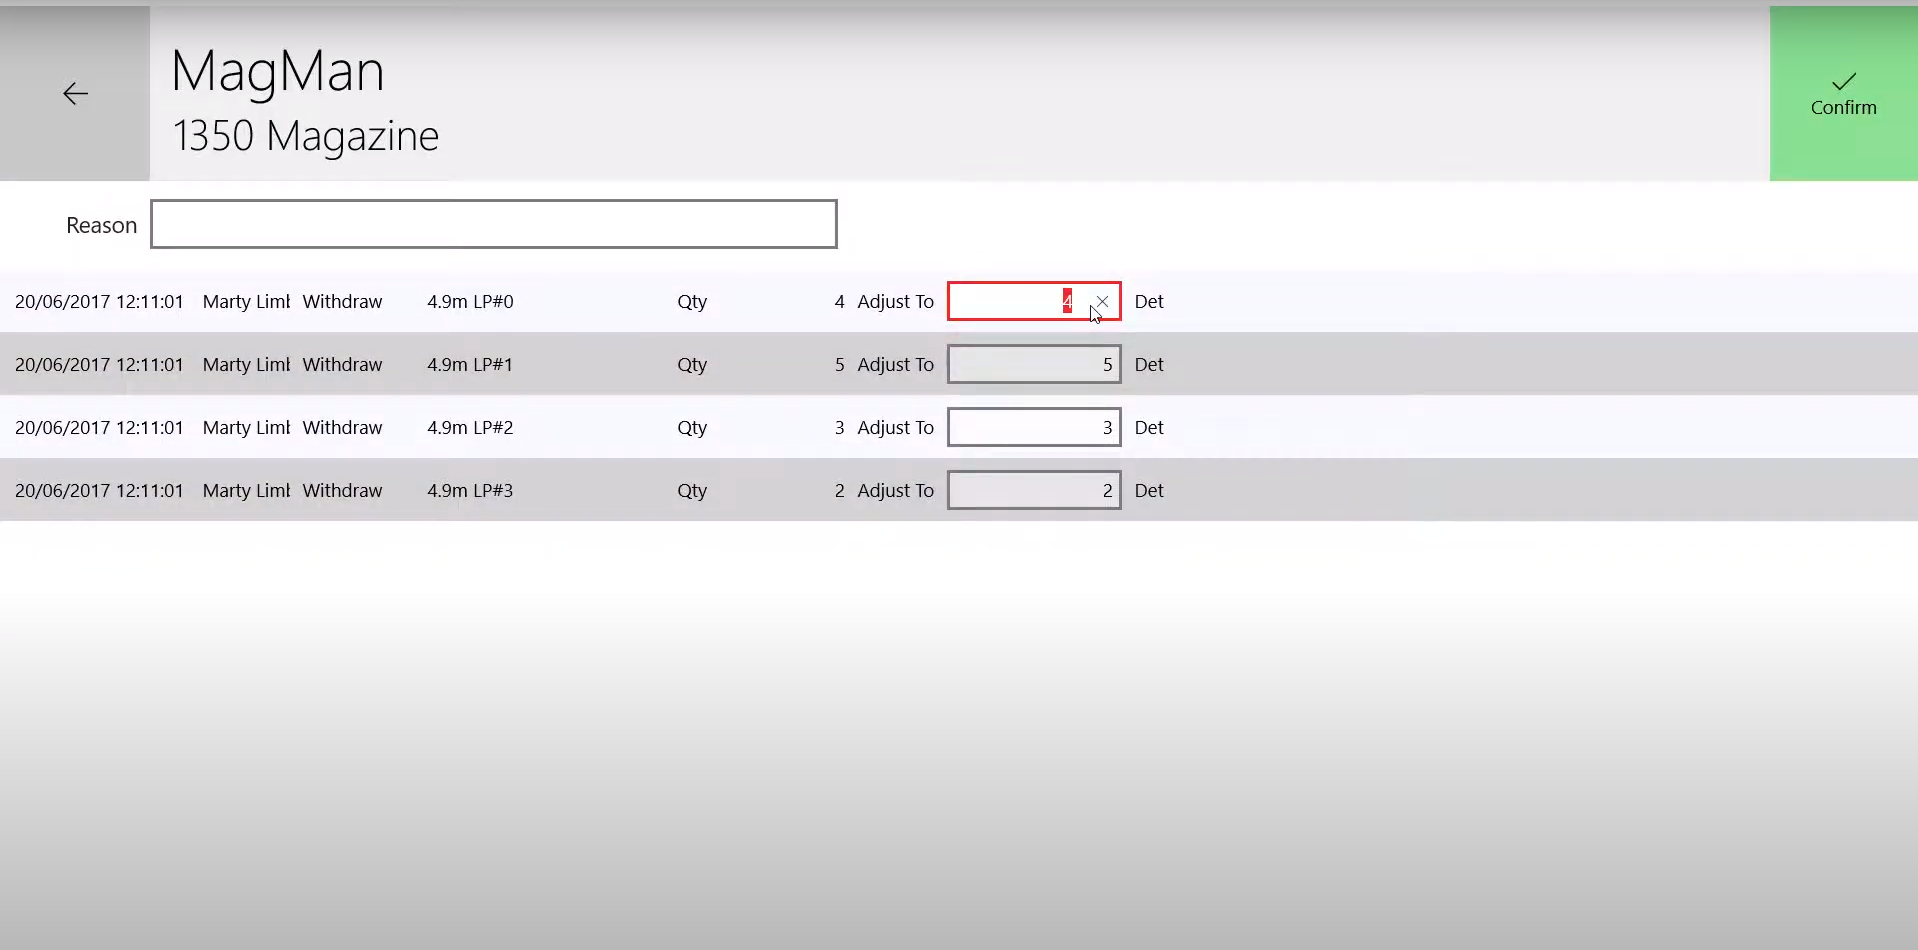 MagMan
1350 Magazine
Confirm
Reason
20/06/2017 12:11:01 Marty Limb Withdraw 4.9m LP#0 Qty 4 Adjust To 4 Det
20/06/2017 12:11:01 Marty Limb Withdraw 4.9m LP#1 Qty 5 Adjust To 5 Det
20/06/2017 12:11:01 Marty Limb Withdraw 4.9m LP#2 Qty 3 Adjust To 3 Det
20/06/2017 12:11:01 Marty Limb Withdraw 4.9m LP#3 Qty 2 Adjust To 2 Det